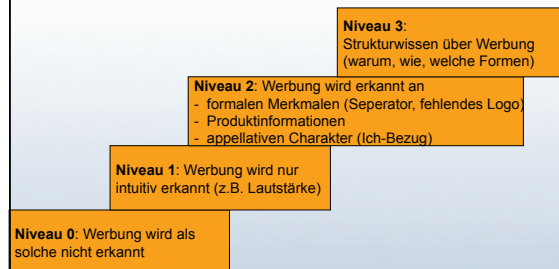 Niveau 3:
Strukturwissen über Werbung
(warum, wie, welche Formen)
Niveau 2: Werbung wird erkannt an
- formalen Merkmalen (Seperator, fehlendes Logo)
- Produktinformationen
- appellativen Charakter (Ich-Bezug)
Niveau 1: Werbung wird nur
intuitiv erkannt (z.B. Lautstärke)
Niveau 0: Werbung wird als
solche nicht erkannt